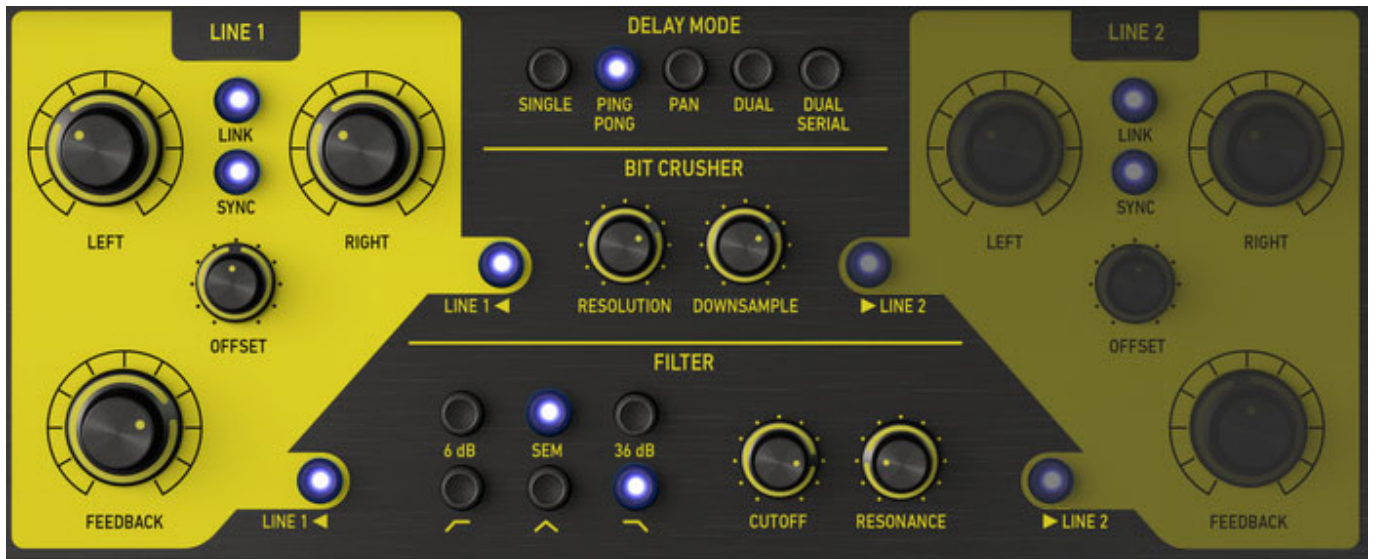 LINE 1
LINK
SYNC
LEFT
RIGHT
OFFSET
FEEDBACK
LINE 1 ◀
LINE 1 ◀
DELAY MODE
SINGLE
PING
PONG
PAN
DUAL
DUAL
SERIAL
BIT CRUSHER
RESOLUTION
DOWNSAMPLE
FILTER
6 dB
SEM
36 dB
CUTOFF
RESONANCE
LINE 2
LINK
SYNC
LEFT
RIGHT
OFFSET
FEEDBACK
▶ LINE 2
▶ LINE 2